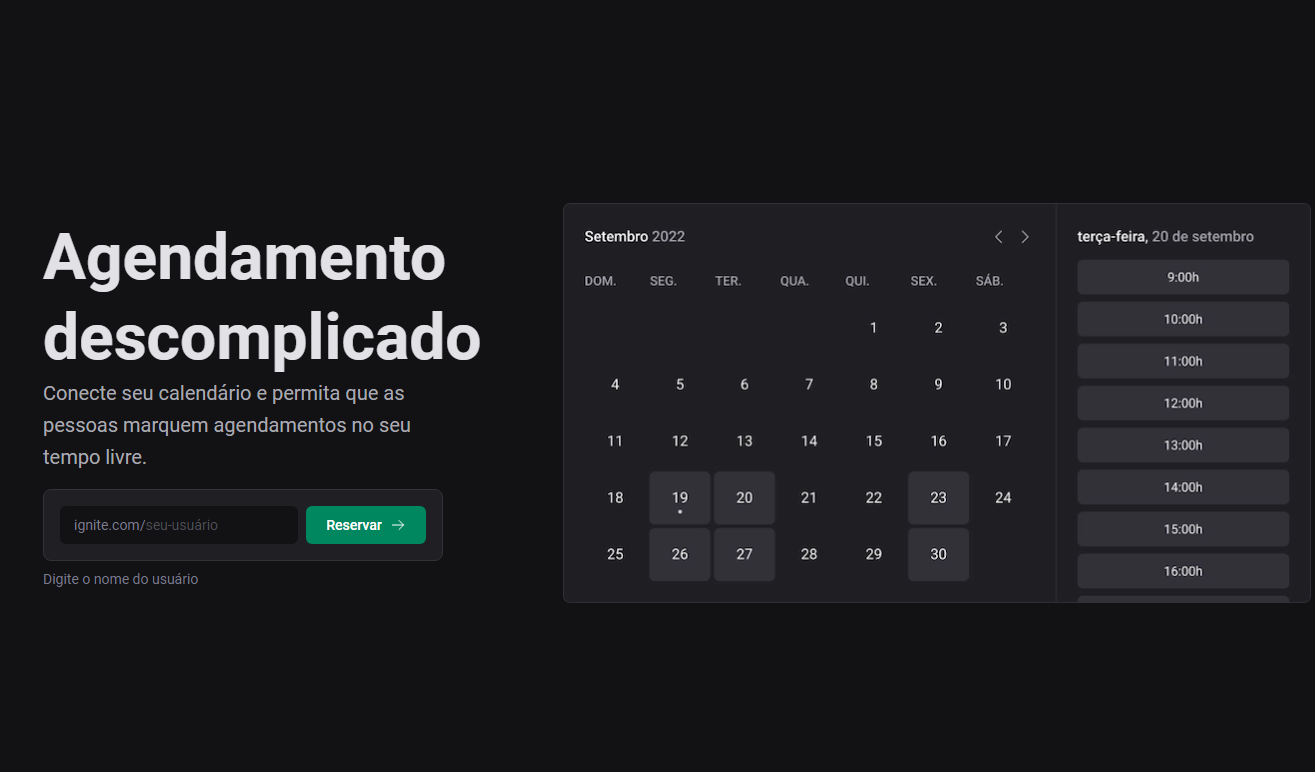 Agendamento
descomplicado
Conecte seu calendário e permita que as
pessoas marquem agendamentos no seu
tempo livre.
ignite.com/seu-usuário
Reservar
Digite o nome do usuário
Setembro 2022
DOM. SEG. TER. QUA. QUI. SEX. SÁB.
1 2 3
4 5 6 7 8 9 10
11 12 13 14 15 16 17
18 19 20 21 22 23 24
25 26 27 28 29 30
terça-feira, 20 de setembro
9:00h
10:00h
11:00h
12:00h
13:00h
14:00h
15:00h
16:00h